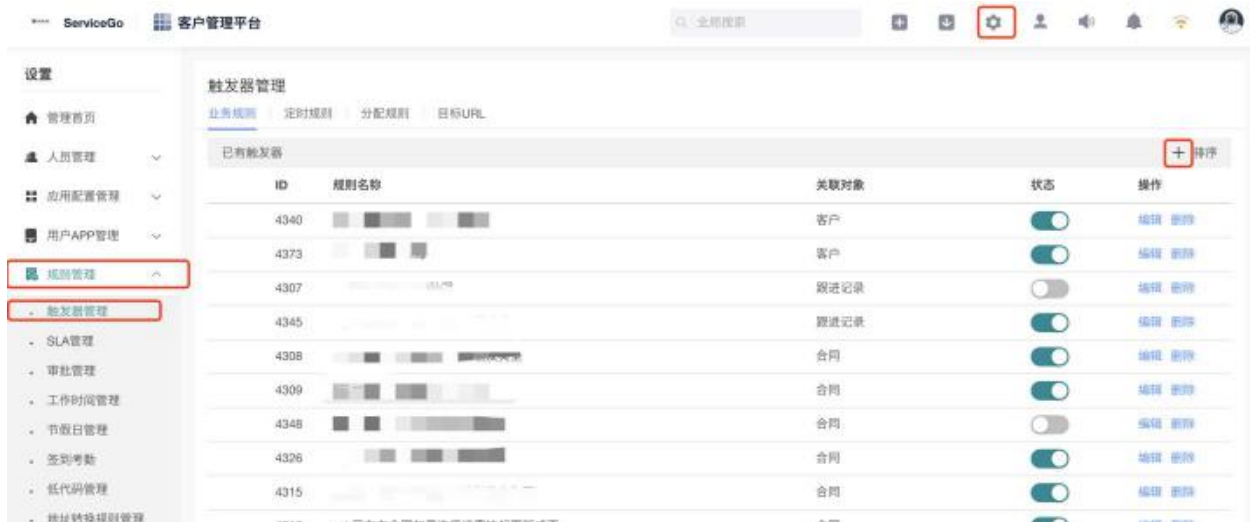 ServiceGo 客户管理平台 全局搜索
设置
管理首页
人员管理
应用配置管理
用户APP管理
规则管理
触发器管理
SLA管理
审批管理
工作时间管理
节假日管理
签到考勤
低代码管理
地址转换规则管理
触发器管理
业务规则 定时规则 分配规则 目标URL
已有触发器 + 排序
ID 规则名称 关联对象 状态 操作
4340 客户 编辑 删除
4373 客户 编辑 删除
4307 跟进记录 编辑 删除
4345 跟进记录 编辑 删除
4308 合同 编辑 删除
4309 合同 编辑 删除
4348 合同 编辑 删除
4326 合同 编辑 删除
4315 合同 编辑 删除